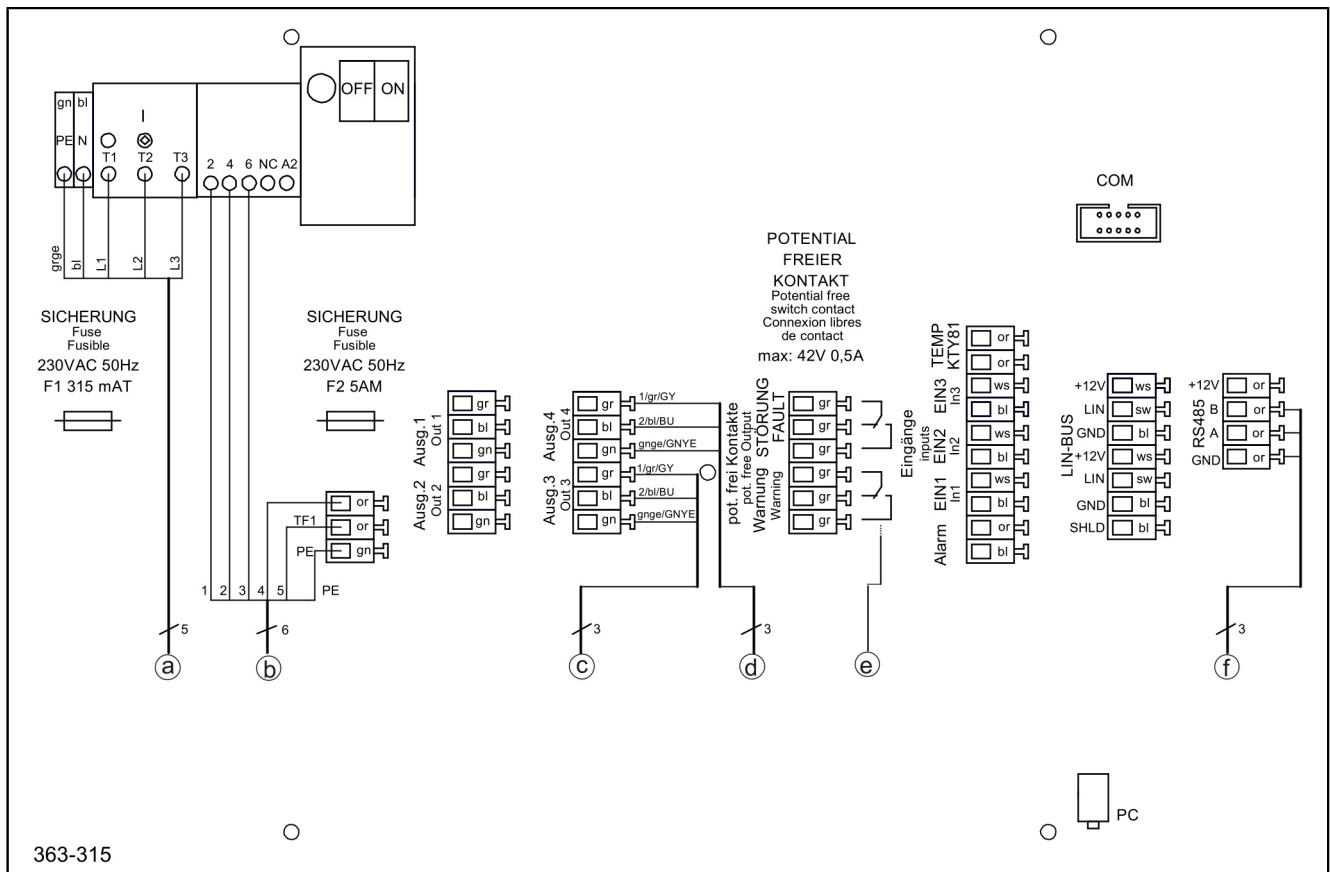 OFF ON
gn bl
I
PE N
T1 T2 T3
2 4 6 NC A2
grge
bl
L1
L2
L3
SICHERUNG
Fuse
Fusible
230VAC 50Hz
F1 315 mAT
SICHERUNG
Fuse
Fusible
230VAC 50Hz
F2 5AM
or
TF1 or
PE gn
1 2 3 4 5 PE
5
6
a
b
Ausg.1
Out 1
gr
bl
gn
Ausg.2
Out 2
gr
bl
gn
Ausg.4
Out 4
gr 1/gr/GY
bl 2/bl/BU
gn gnge/GNYE
Ausg.3
Out 3
gr 1/gr/GY
bl 2/bl/BU
gn gnge/GNYE
3
3
c
d
POTENTIAL
FREIER
KONTAKT
Potential free
switch contact
Connexion libres
de contact
max: 42V 0,5A
pot. frei Kontakte
pot. free Output
STÖRUNG
FAULT
Warnung
Warning
gr
gr
gr
gr
gr
gr
e
Eingänge
inputs
TEMP
KTY81
or
or
EIN3
In3
ws
bl
EIN2
In2
ws
bl
EIN1
In1
ws
bl
Alarm
or
bl
COM
LIN-BUS
+12V ws
LIN sw
GND bl
+12V ws
LIN sw
GND bl
SHLD bl
RS485
+12V or
B or
A or
GND or
3
f
PC
363-315